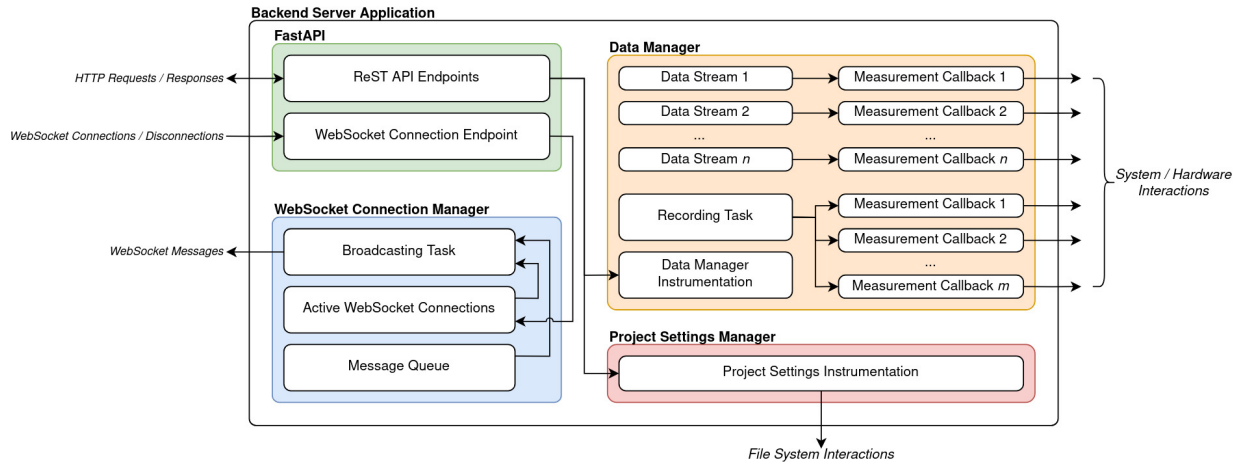 Backend Server Application
FastAPI
HTTP Requests / Responses
ReST API Endpoints
WebSocket Connections / Disconnections
WebSocket Connection Endpoint
WebSocket Connection Manager
WebSocket Messages
Broadcasting Task
Active WebSocket Connections
Message Queue
Data Manager
Data Stream 1
Measurement Callback 1
Data Stream 2
Measurement Callback 2
...
...
Data Stream n
Measurement Callback n
Recording Task
Measurement Callback 1
Measurement Callback 2
...
Measurement Callback m
Data Manager
Instrumentation
System / Hardware
Interactions
Project Settings Manager
Project Settings Instrumentation
File System Interactions